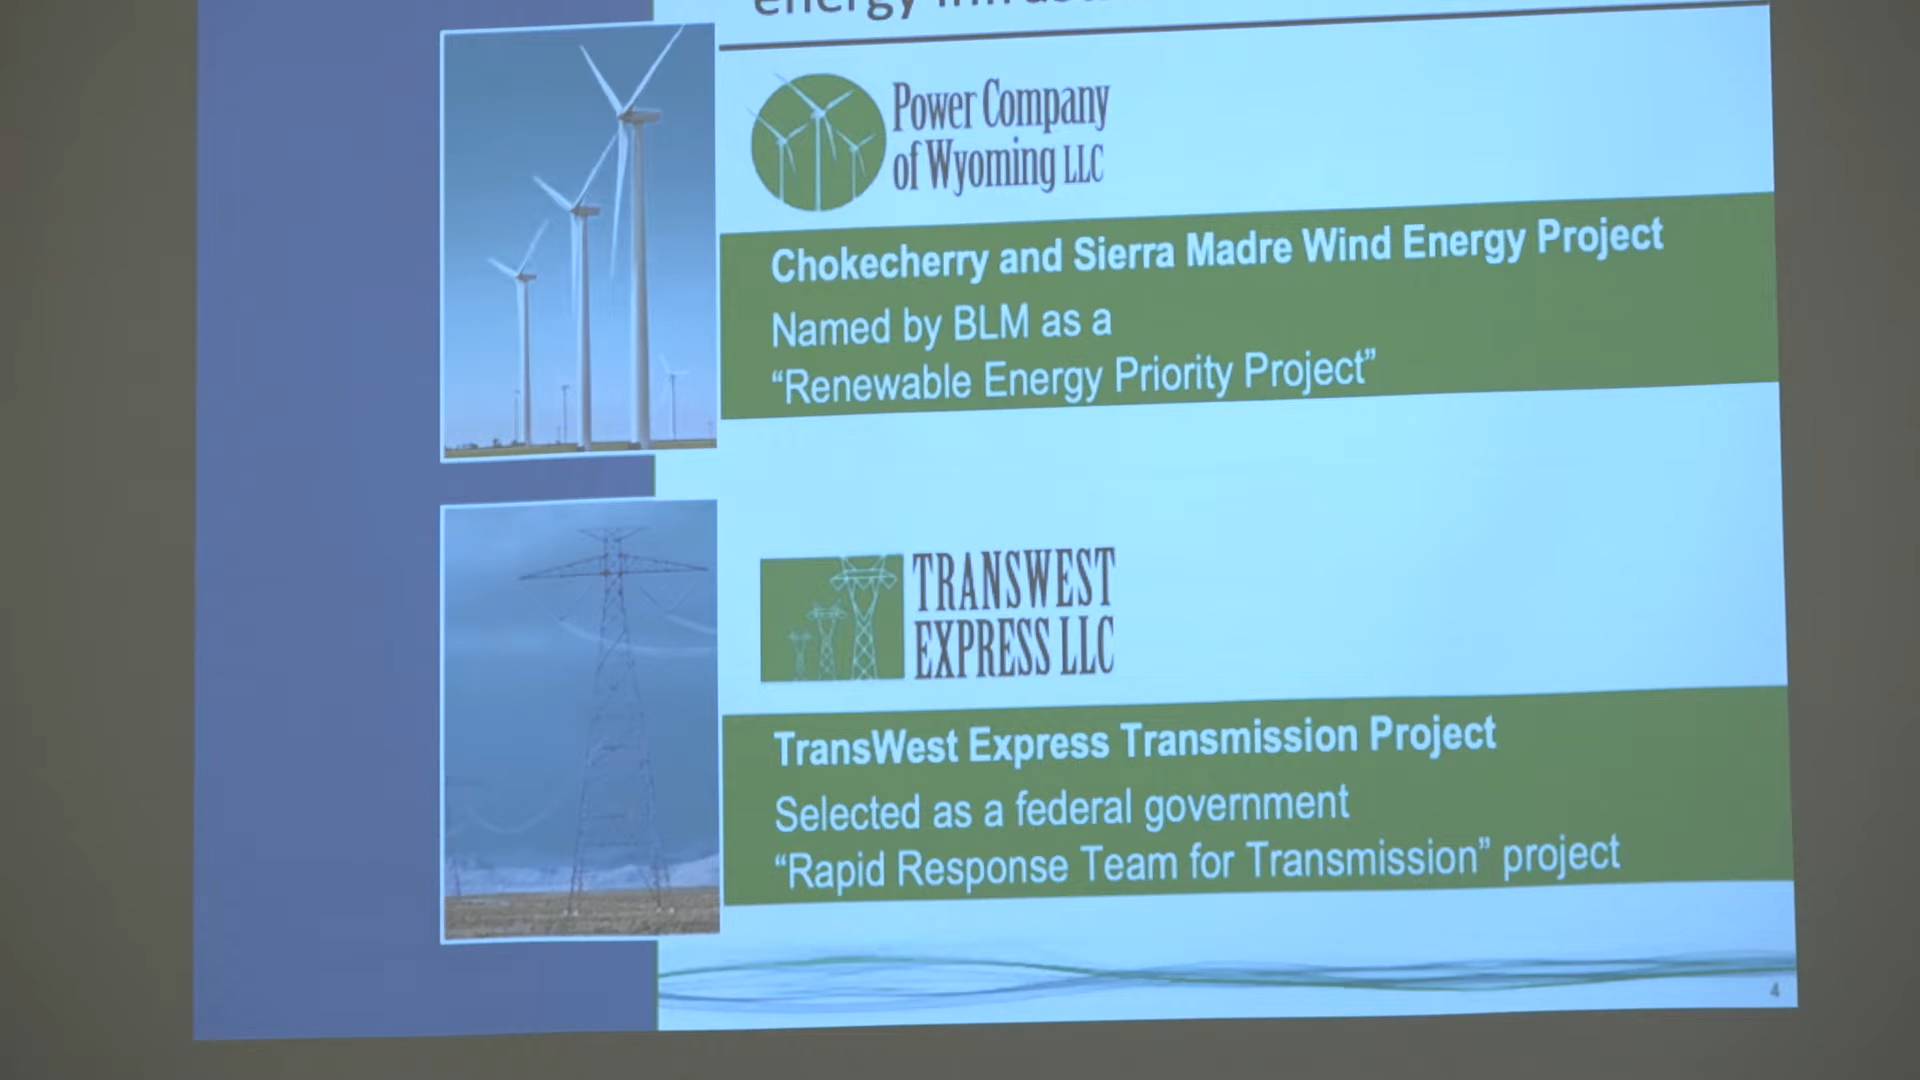 energy
Power Company
of Wyoming LLC
Chokecherry and Sierra Madre Wind Energy Project
Named by BLM as a
“Renewable Energy Priority Project”
TRANSWEST
EXPRESS LLC
TransWest Express Transmission Project
Selected as a federal government
“Rapid Response Team for Transmission” project
4